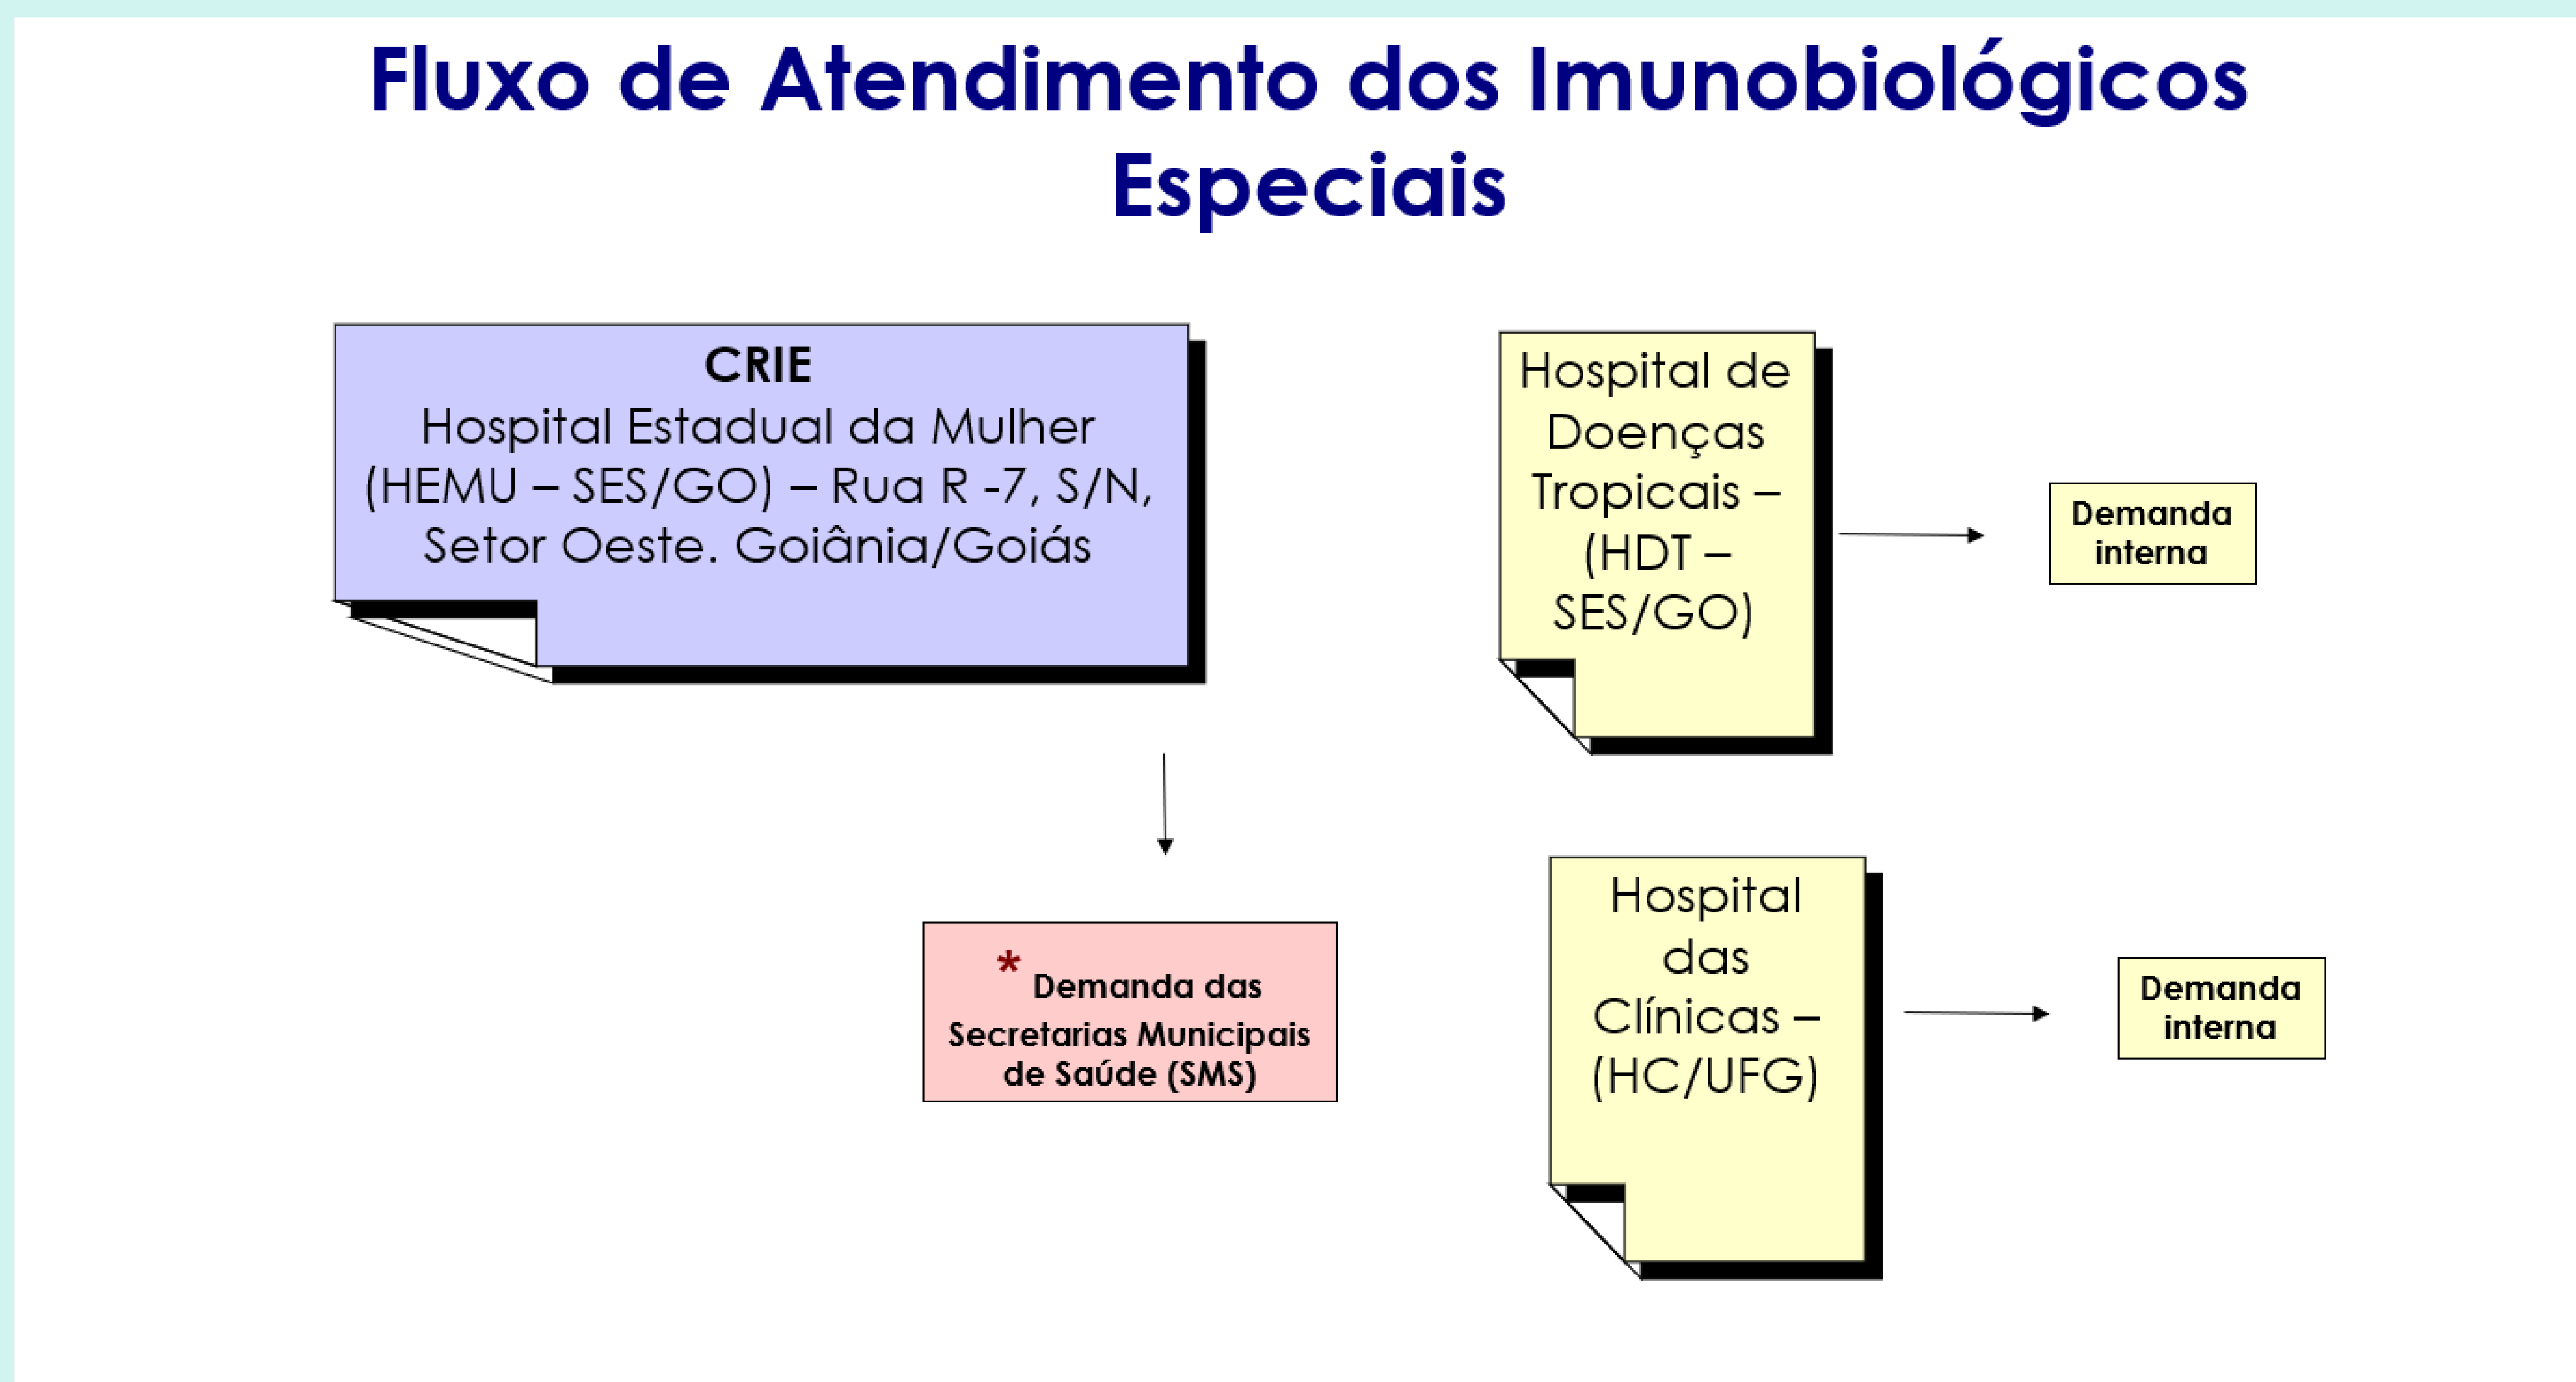 Fluxo de Atendimento dos Imunobiológicos
Especiais
CRIE
Hospital Estadual da Mulher
(HEMU – SES/GO) – Rua R -7, S/N,
Setor Oeste. Goiânia/Goiás
Hospital de
Doenças
Tropicais –
(HDT –
SES/GO)
Demanda
interna
* Demanda das
Secretarias Municipais
de Saúde (SMS)
Hospital
das
Clínicas –
(HC/UFG)
Demanda
interna